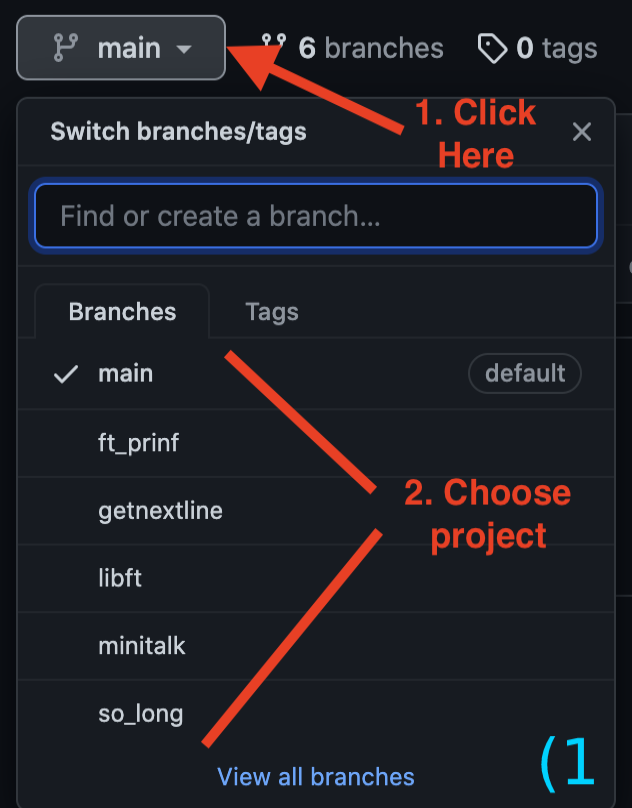 main 6 branches 0 tags
1. Click
Here
Switch branches/tags
Find or create a branch...
Branches Tags
main default
ft_prinf
getnextline
2. Choose
project
libft
minitalk
so_long
View all branches
(1